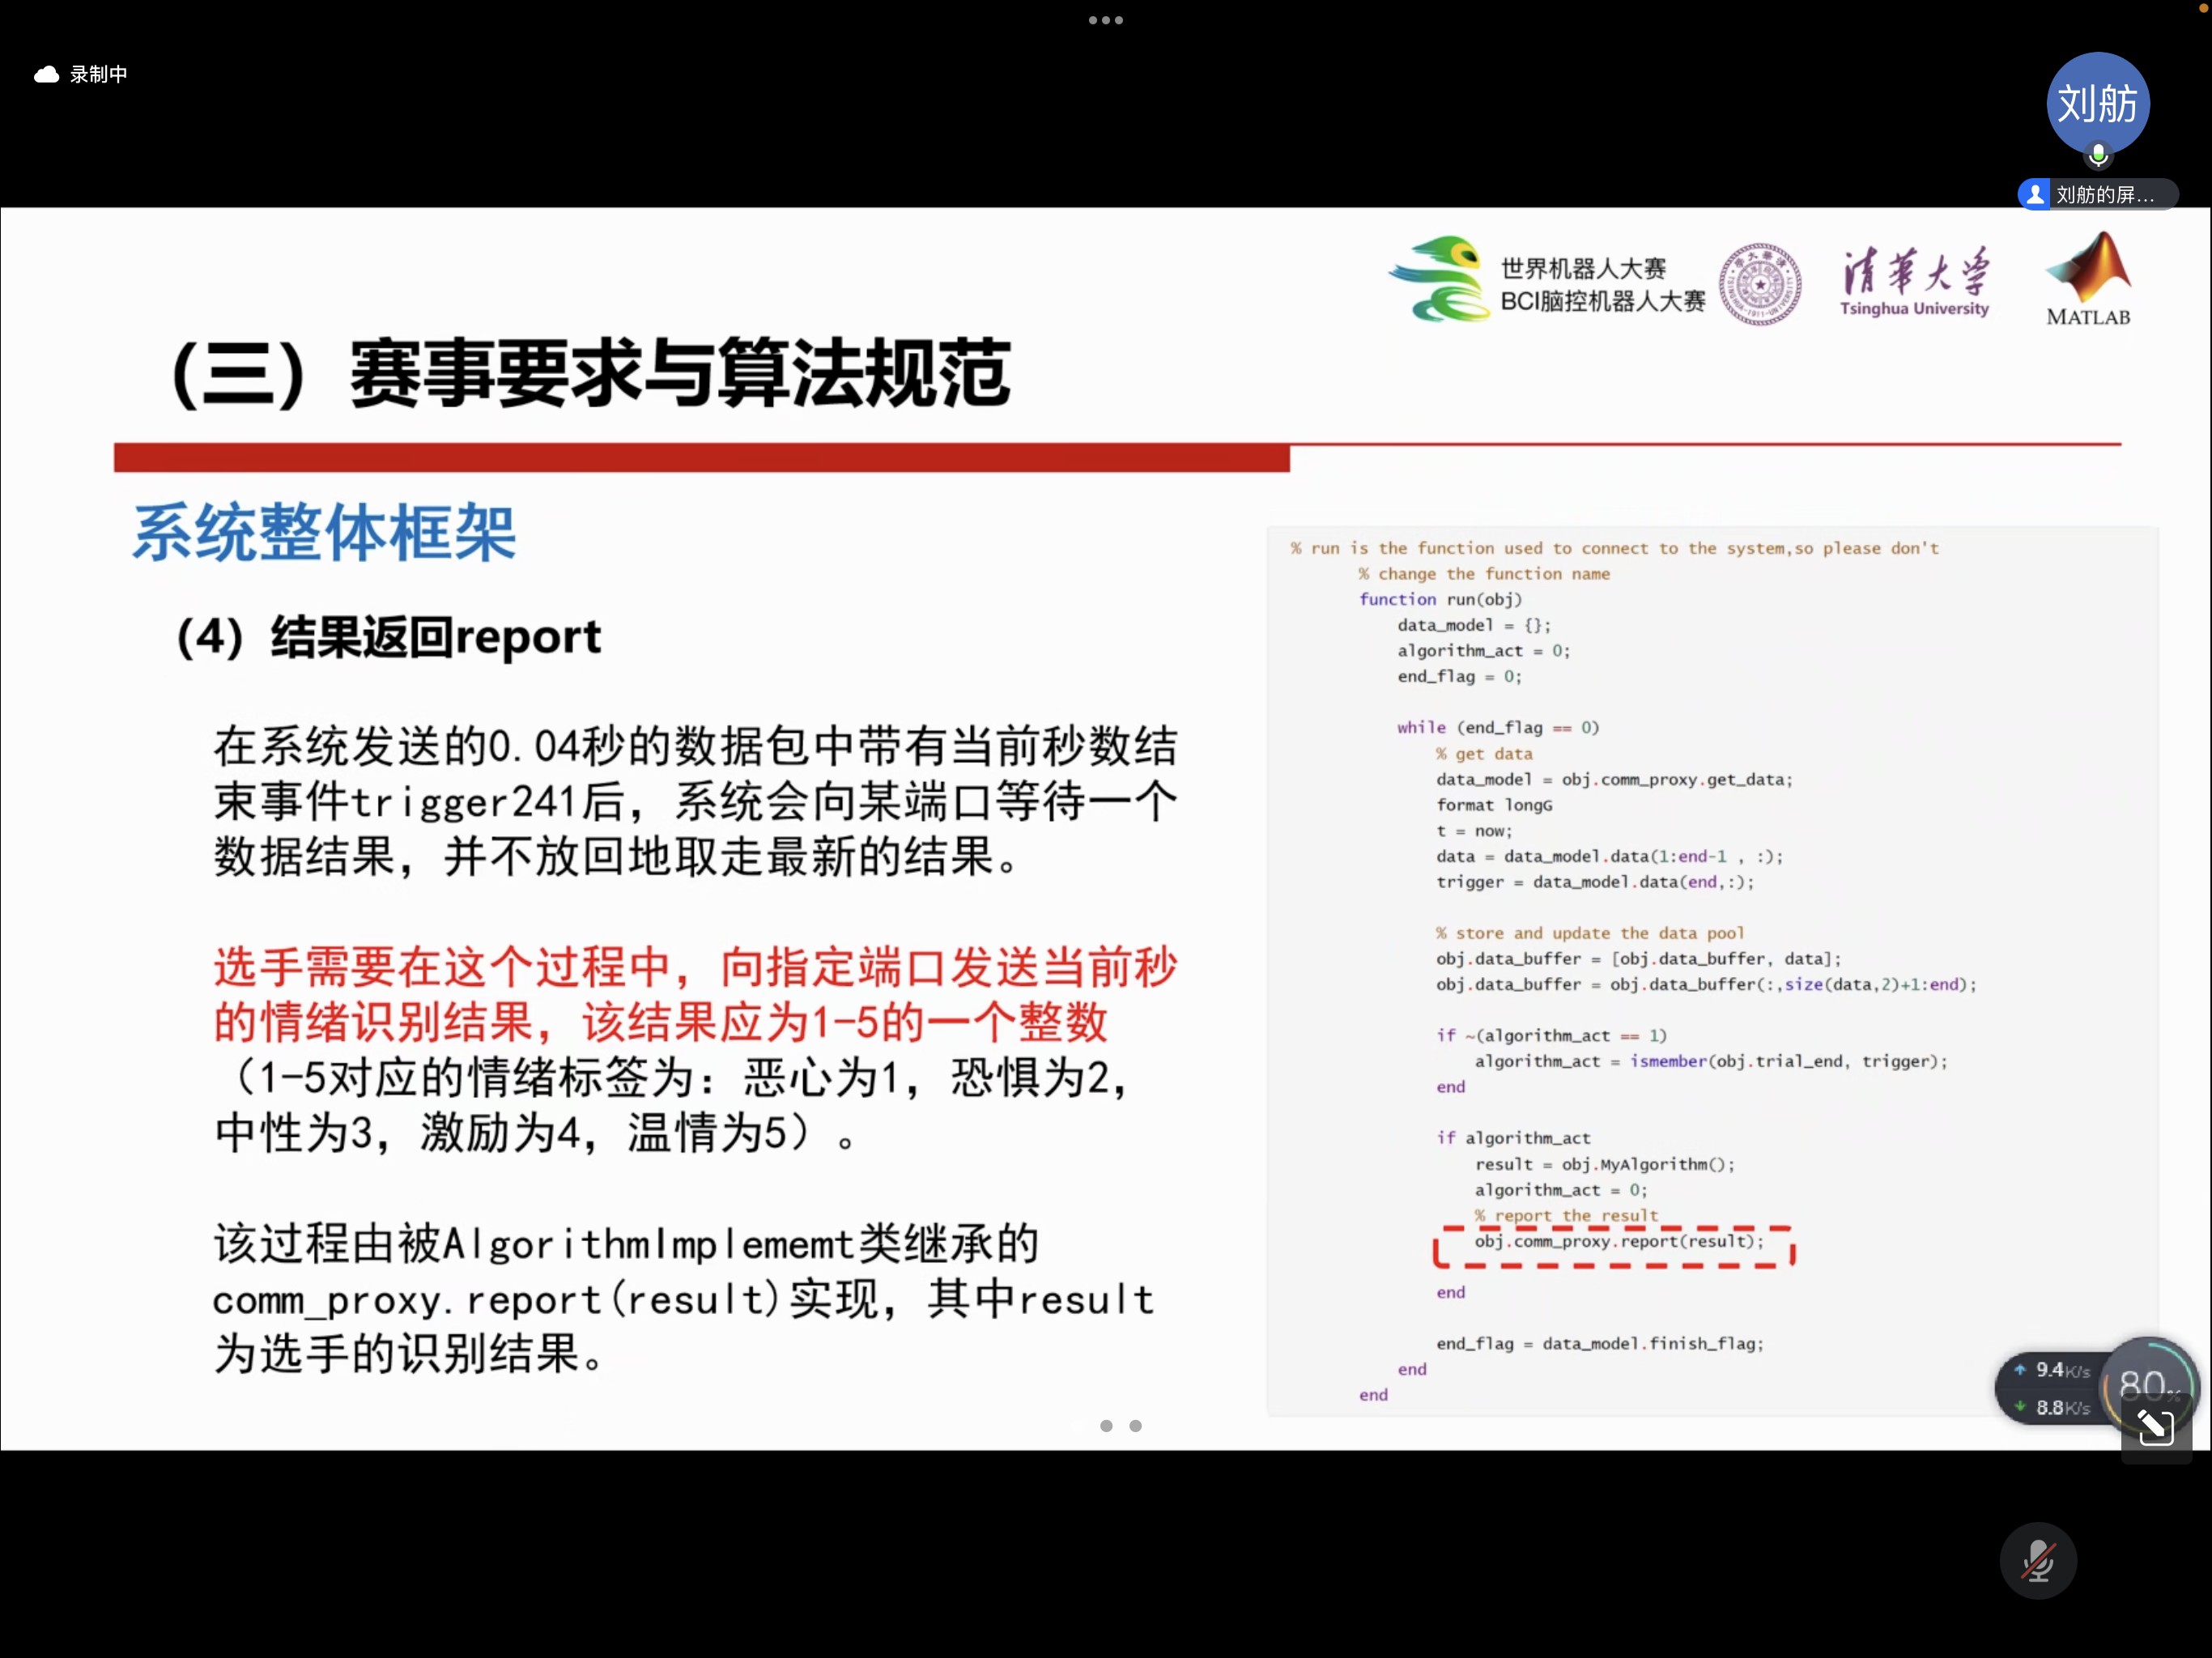 录制中
刘舫
刘舫的屏...
世界机器人大赛
BCI脑控机器人大赛
清华大学
Tsinghua University
MATLAB
（三）赛事要求与算法规范
系统整体框架
（4）结果返回report
在系统发送的0.04秒的数据包中带有当前秒数结
束事件trigger241后，系统会向某端口等待一个
数据结果，并不放回地取走最新的结果。
选手需要在这个过程中，向指定端口发送当前秒
的情绪识别结果，该结果应为1-5的一个整数
（1-5对应的情绪标签为：恶心为1，恐惧为2，
中性为3，激励为4，温情为5）。
该过程由被AlgorithmImplememt类继承的
comm_proxy.report(result)实现，其中result
为选手的识别结果。
% run is the function used to connect to the system,so please don't
% change the function name
function run(obj)
data_model = {};
algorithm_act = 0;
end_flag = 0;
while (end_flag == 0)
% get data
data_model = obj.comm_proxy.get_data;
format longG
t = now;
data = data_model.data(1:end-1 , :);
trigger = data_model.data(end,:);
% store and update the data pool
obj.data_buffer = [obj.data_buffer, data];
obj.data_buffer = obj.data_buffer(:,size(data,2)+1:end);
if ~(algorithm_act == 1)
algorithm_act = ismember(obj.trial_end, trigger);
end
if algorithm_act
result = obj.MyAlgorithm();
algorithm_act = 0;
% report the result
obj.comm_proxy.report(result);
end
end_flag = data_model.finish_flag;
end
end
9.4K/s
8.8K/s
80%